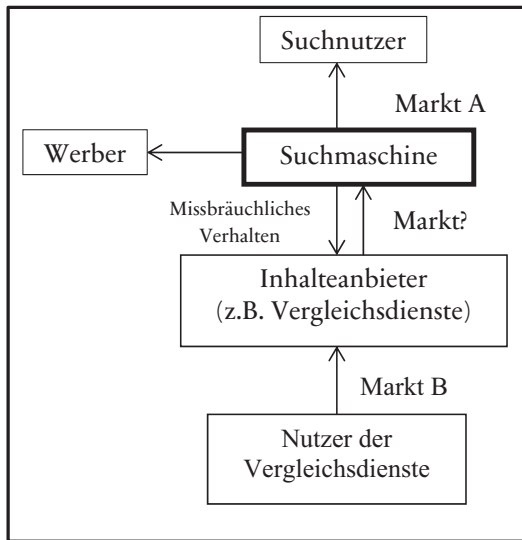 Suchnutzer
Markt A
Werber
Suchmaschine
Missbräuchliches
Verhalten
Markt?
Inhalteanbieter
(z.B. Vergleichsdienste)
Markt B
Nutzer der
Vergleichsdienste